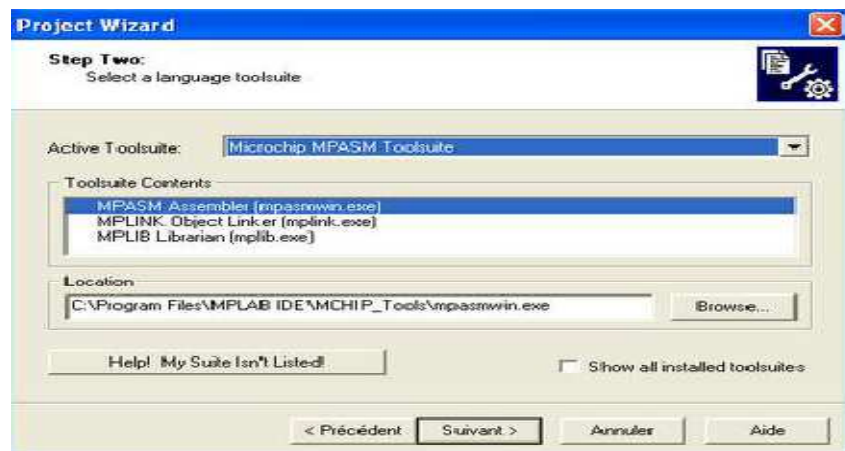 Project Wizard
Step Two:
Select a language toolsuite
Active Toolsuite: Microchip MPASM Toolsuite
Toolsuite Contents
MPASM Assembler (mpasmwin.exe)
MPLINK Object Linker (mplink.exe)
MPLIB Librarian (mplib.exe)
Location
C:\Program Files\MPLAB IDE\MCHIP_Tools\mpasmwin.exe Browse...
Help! My Suite Isn't Listed! Show all installed toolsuites
< Précédent Suivant > Annuler Aide